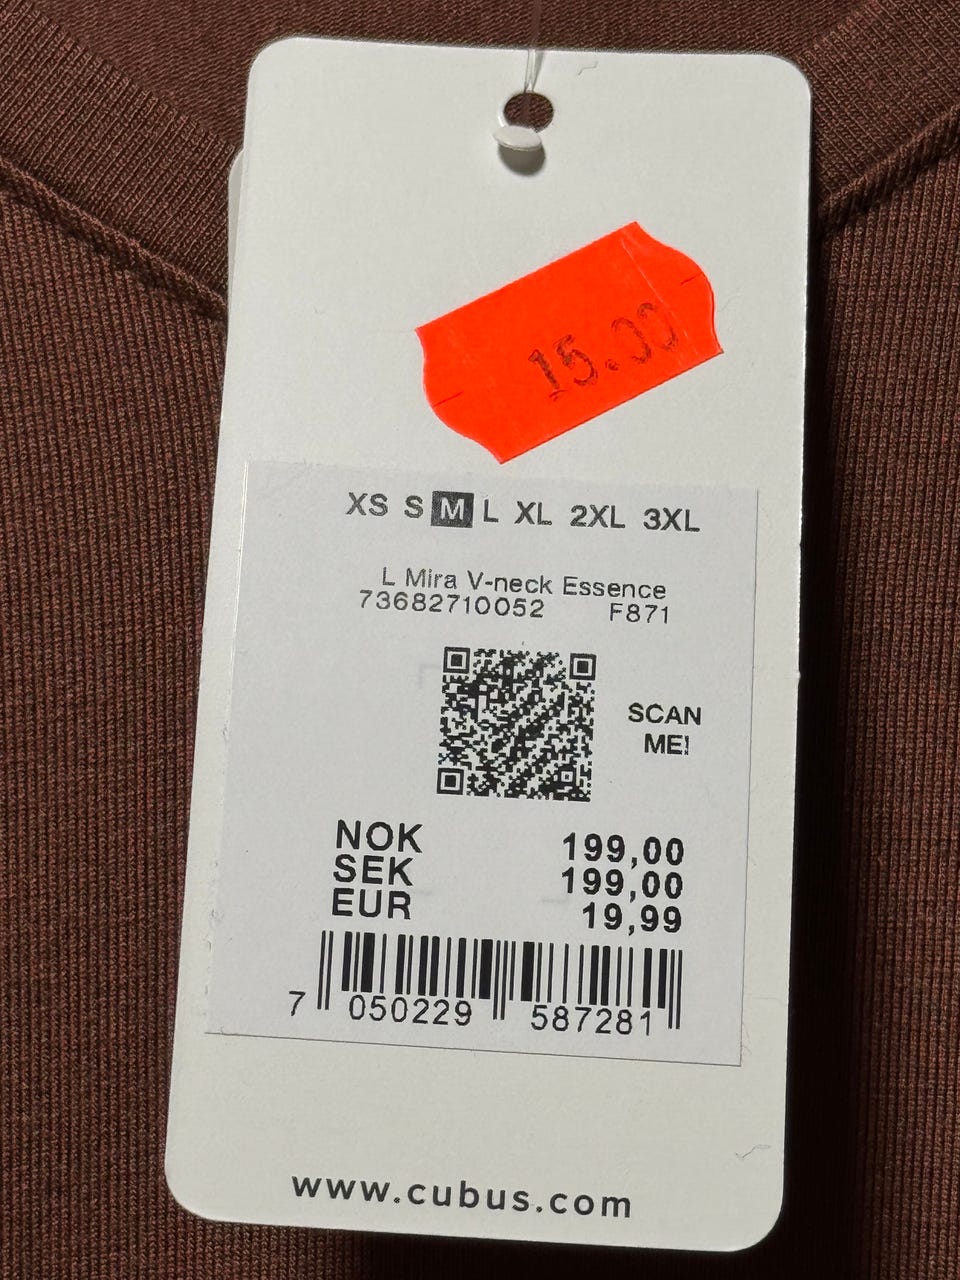 15.00
XS S M L XL 2XL 3XL
L Mira V-neck Essence
73682710052 F871
SCAN
ME!
NOK 199,00
SEK 199,00
EUR 19,99
7 050229 587281
www.cubus.com